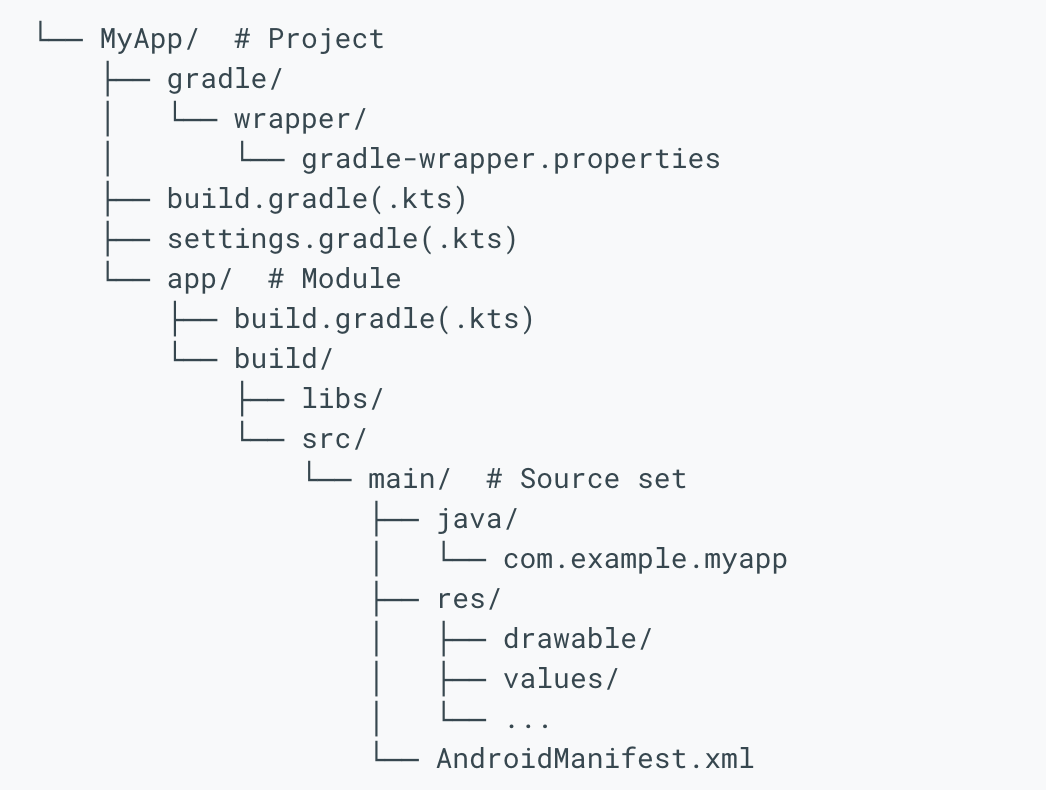 └── MyApp/  # Project
    ├── gradle/
    │   └── wrapper/
    │       └── gradle-wrapper.properties
    ├── build.gradle(.kts)
    ├── settings.gradle(.kts)
    └── app/  # Module
        ├── build.gradle(.kts)
        └── build/
            ├── libs/
            └── src/
                └── main/  # Source set
                    ├── java/
                    │   └── com.example.myapp
                    ├── res/
                    │   ├── drawable/
                    │   ├── values/
                    │   └── ...
                    └── AndroidManifest.xml